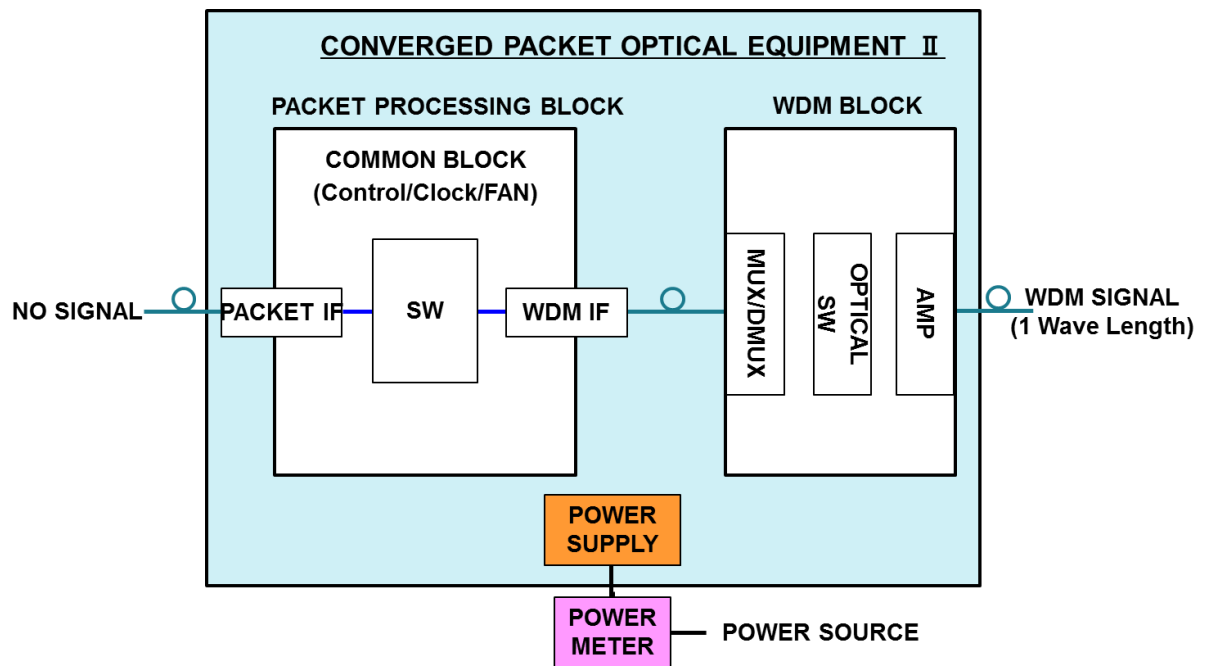 CONVERGED PACKET OPTICAL EQUIPMENT Ⅱ
PACKET PROCESSING BLOCK
WDM BLOCK
COMMON BLOCK
(Control/Clock/FAN)
NO SIGNAL
PACKET IF
SW
WDM IF
MUX/DMUX
OPTICAL
SW
AMP
WDM SIGNAL
(1 Wave Length)
POWER
SUPPLY
POWER
METER
POWER SOURCE